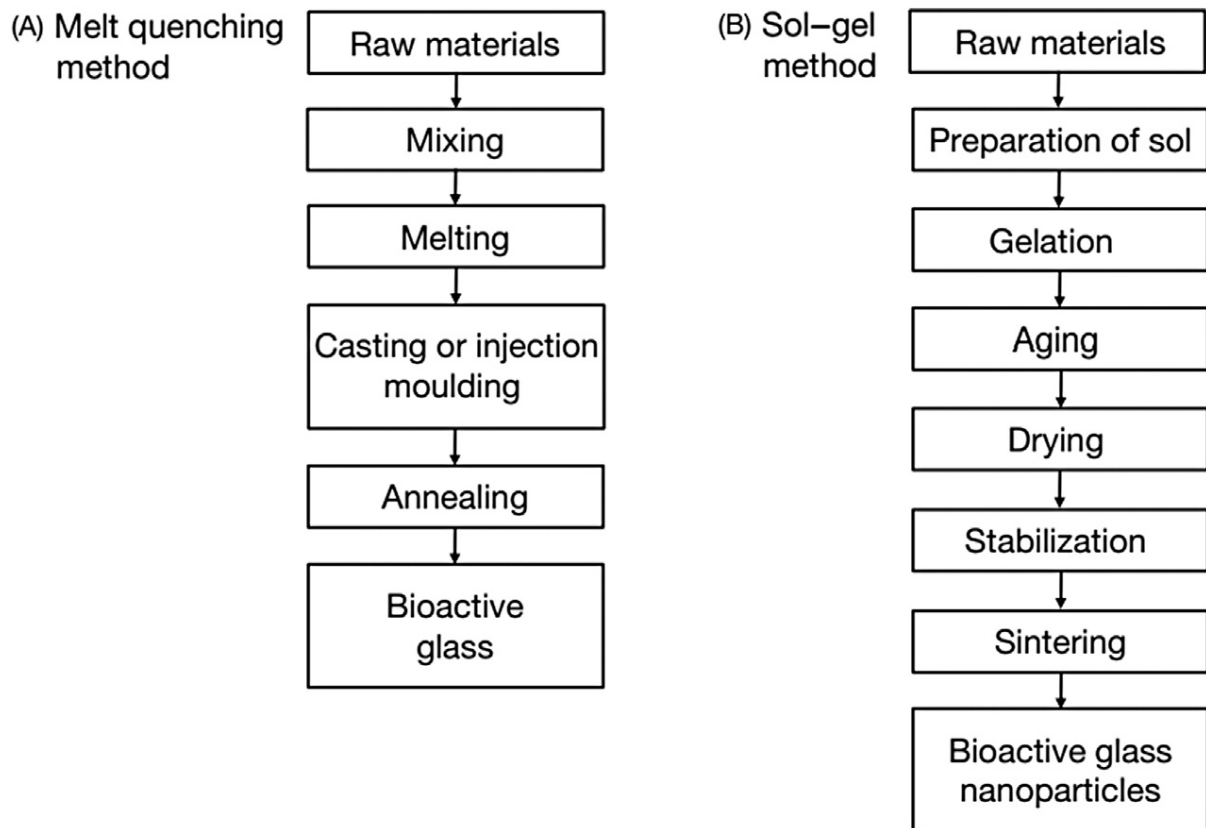 (A) Melt quenching
method
Raw materials
Mixing
Melting
Casting or injection
moulding
Annealing
Bioactive
glass
(B) Sol–gel
method
Raw materials
Preparation of sol
Gelation
Aging
Drying
Stabilization
Sintering
Bioactive glass
nanoparticles